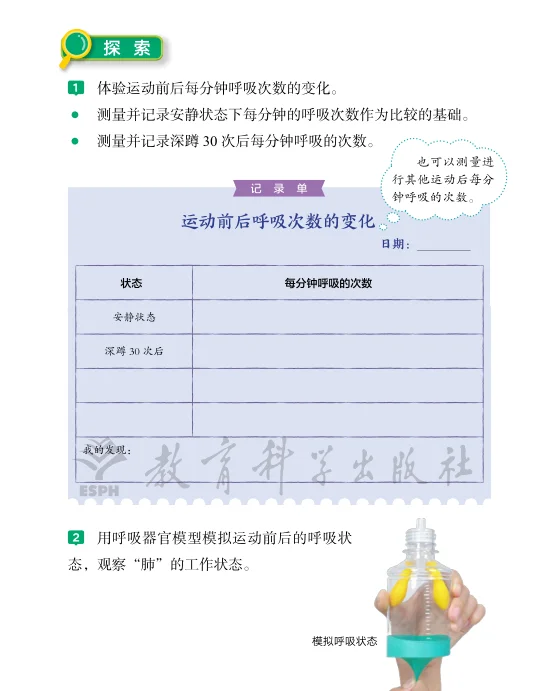 探 索
1 体验运动前后每分钟呼吸次数的变化。
● 测量并记录安静状态下每分钟的呼吸次数作为比较的基础。
● 测量并记录深蹲 30 次后每分钟呼吸的次数。
也可以测量进
行其他运动后每分
钟呼吸的次数。
记 录 单
运动前后呼吸次数的变化
日期：________
状态 每分钟呼吸的次数
安静状态
深蹲 30 次后
我的发现：
ESPH 教育科学出版社
2 用呼吸器官模型模拟运动前后的呼吸状
态，观察“肺”的工作状态。
模拟呼吸状态